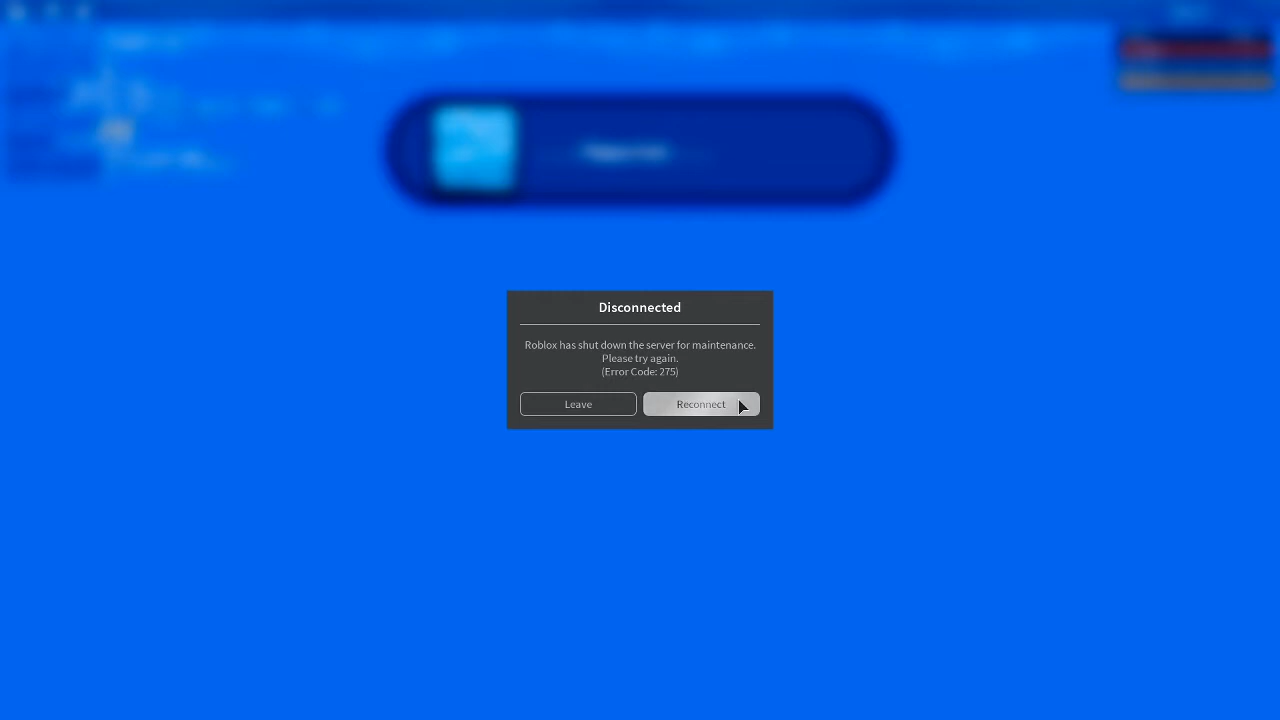 Disconnected
Roblox has shut down the server for maintenance.
Please try again.
(Error Code: 275)
Leave
Reconnect